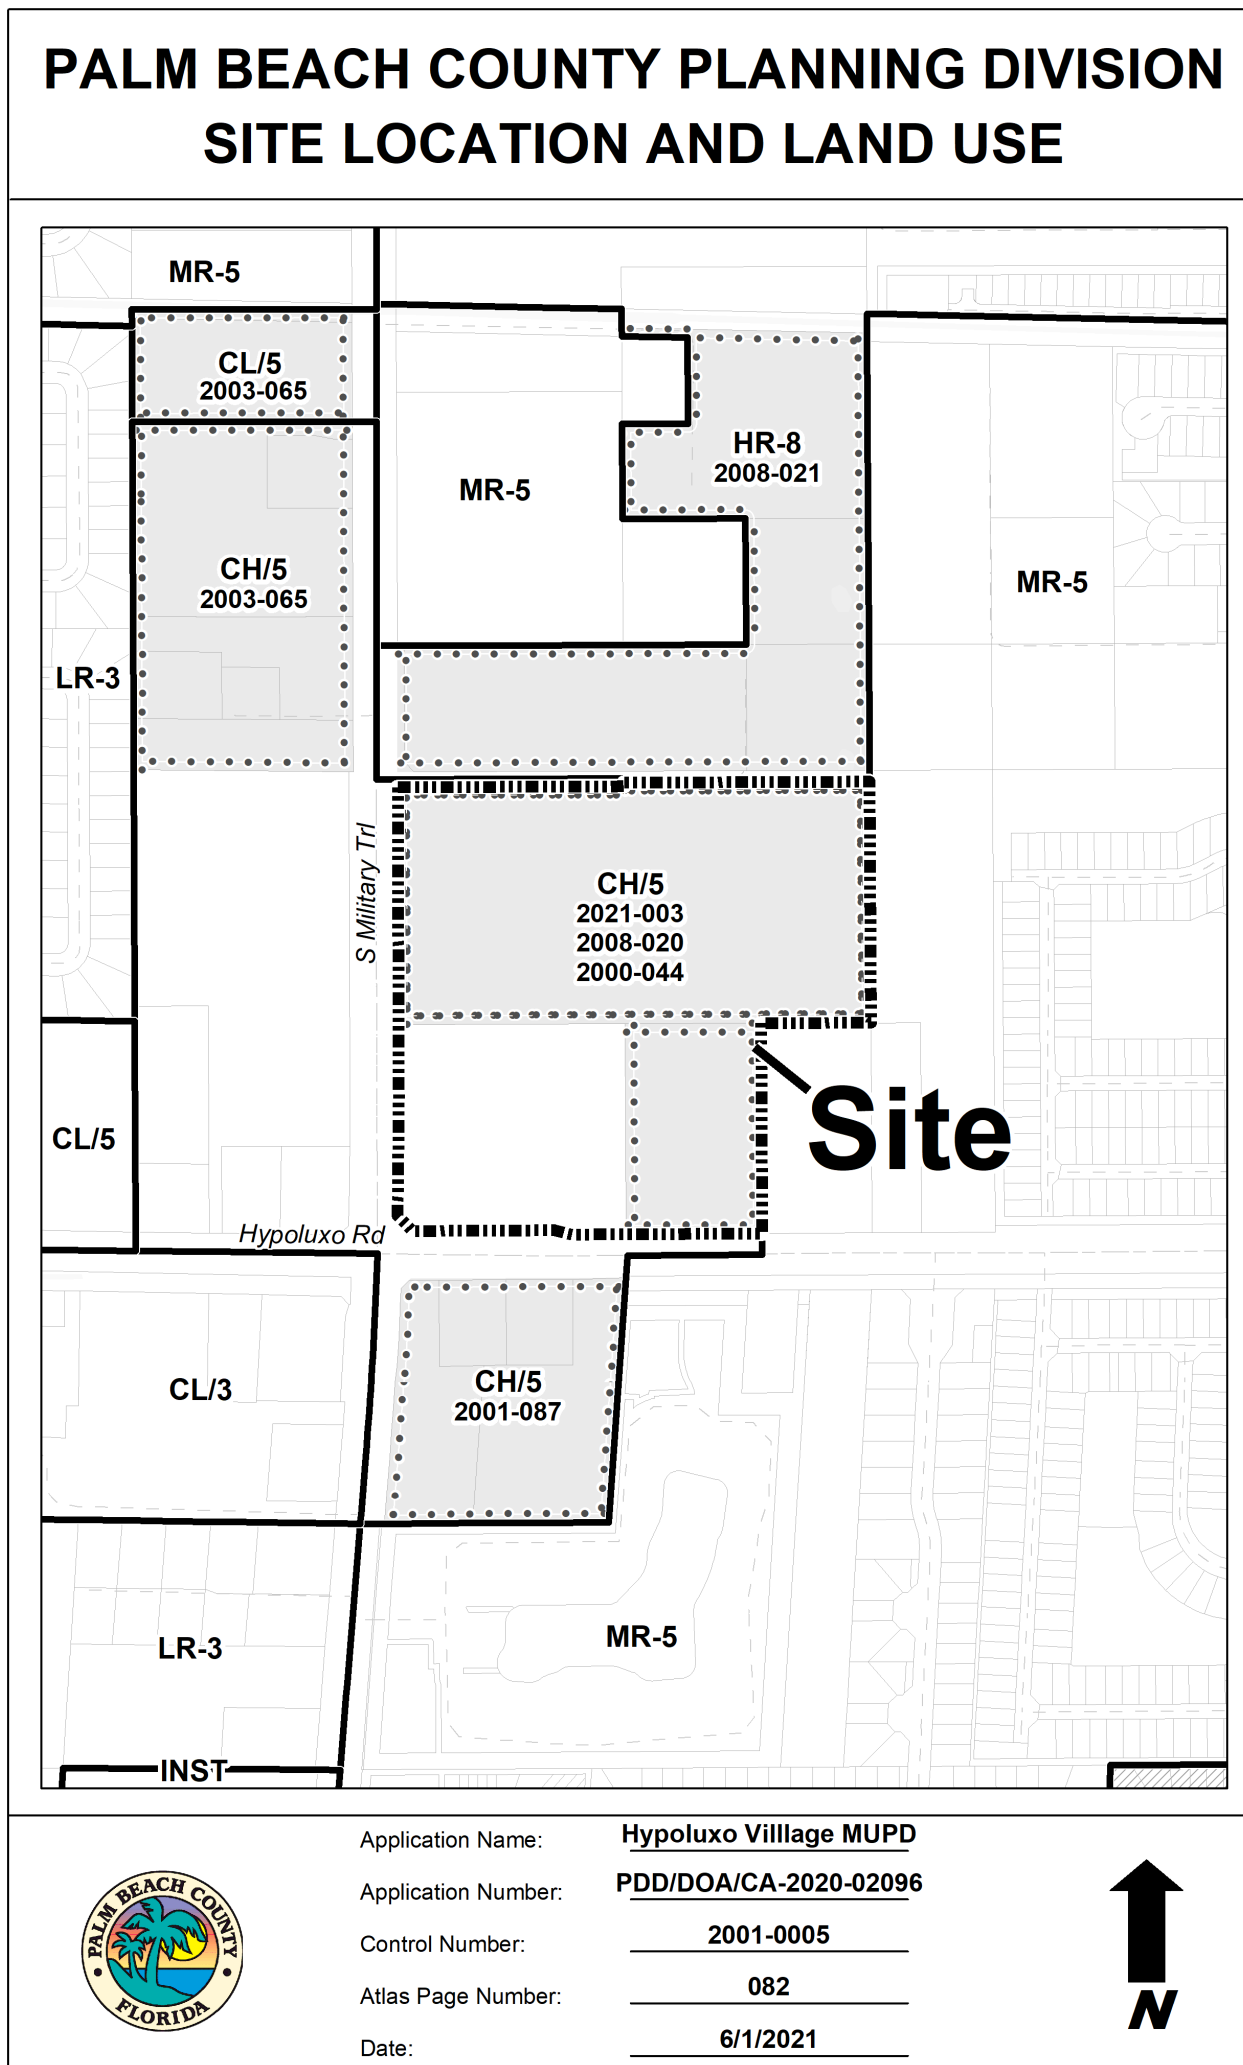 PALM BEACH COUNTY PLANNING DIVISION
SITE LOCATION AND LAND USE
MR-5
CL/5
2003-065
HR-8
2008-021
MR-5
CH/5
2003-065
MR-5
LR-3
S Military Trl
CH/5
2021-003
2008-020
2000-044
Site
CL/5
Hypoluxo Rd
CL/3
CH/5
2001-087
MR-5
LR-3
INST
Application Name: Hypoluxo Villlage MUPD
Application Number: PDD/DOA/CA-2020-02096
Control Number: 2001-0005
Atlas Page Number: 082
Date: 6/1/2021
PALM BEACH COUNTY
FLORIDA
N